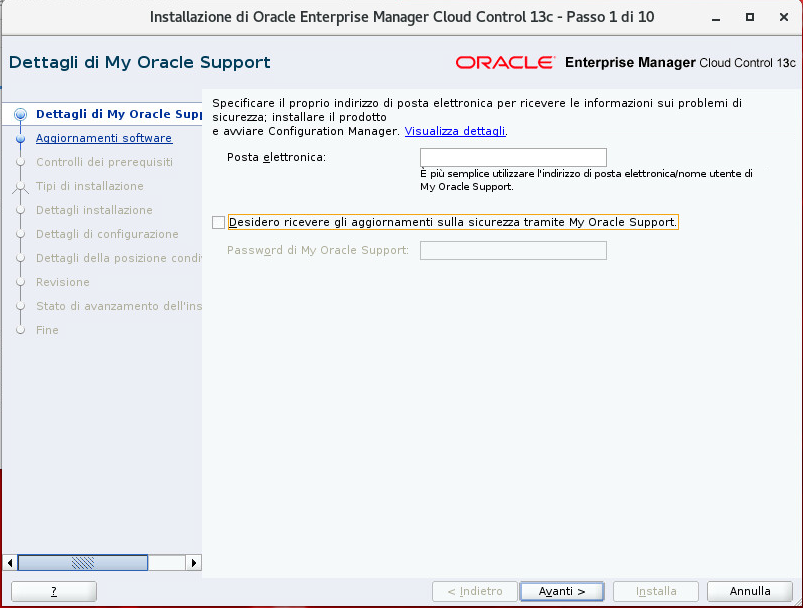 Installazione di Oracle Enterprise Manager Cloud Control 13c - Passo 1 di 10
Dettagli di My Oracle Support
ORACLE Enterprise Manager Cloud Control 13c
Dettagli di My Oracle Supp
Aggiornamenti software
Controlli dei prerequisiti
Tipi di installazione
Dettagli installazione
Dettagli di configurazione
Dettagli della posizione condi
Revisione
Stato di avanzamento dell'ins
Fine
Specificare il proprio indirizzo di posta elettronica per ricevere le informazioni sui problemi di
sicurezza; installare il prodotto
e avviare Configuration Manager. Visualizza dettagli.
Posta elettronica:
È più semplice utilizzare l'indirizzo di posta elettronica/nome utente di
My Oracle Support.
Desidero ricevere gli aggiornamenti sulla sicurezza tramite My Oracle Support.
Password di My Oracle Support:
?
< Indietro
Avanti >
Installa
Annulla